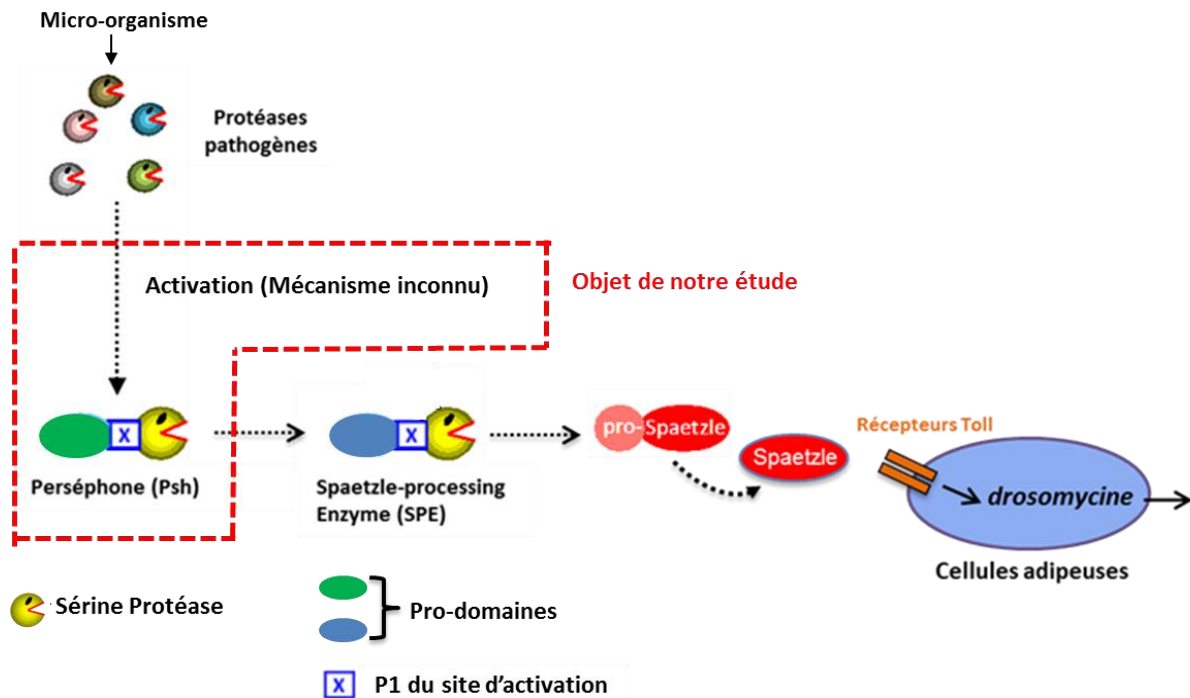 Micro-organisme
Protéases
pathogènes
Activation (Mécanisme inconnu)
Objet de notre étude
X
X
pro-Spaetzle
Spaetzle
Récepteurs Toll
drosomycine
Perséphone (Psh)
Spaetzle-processing
Enzyme (SPE)
Cellules adipeuses
Sérine Protéase
Pro-domaines
X
P1 du site d’activation